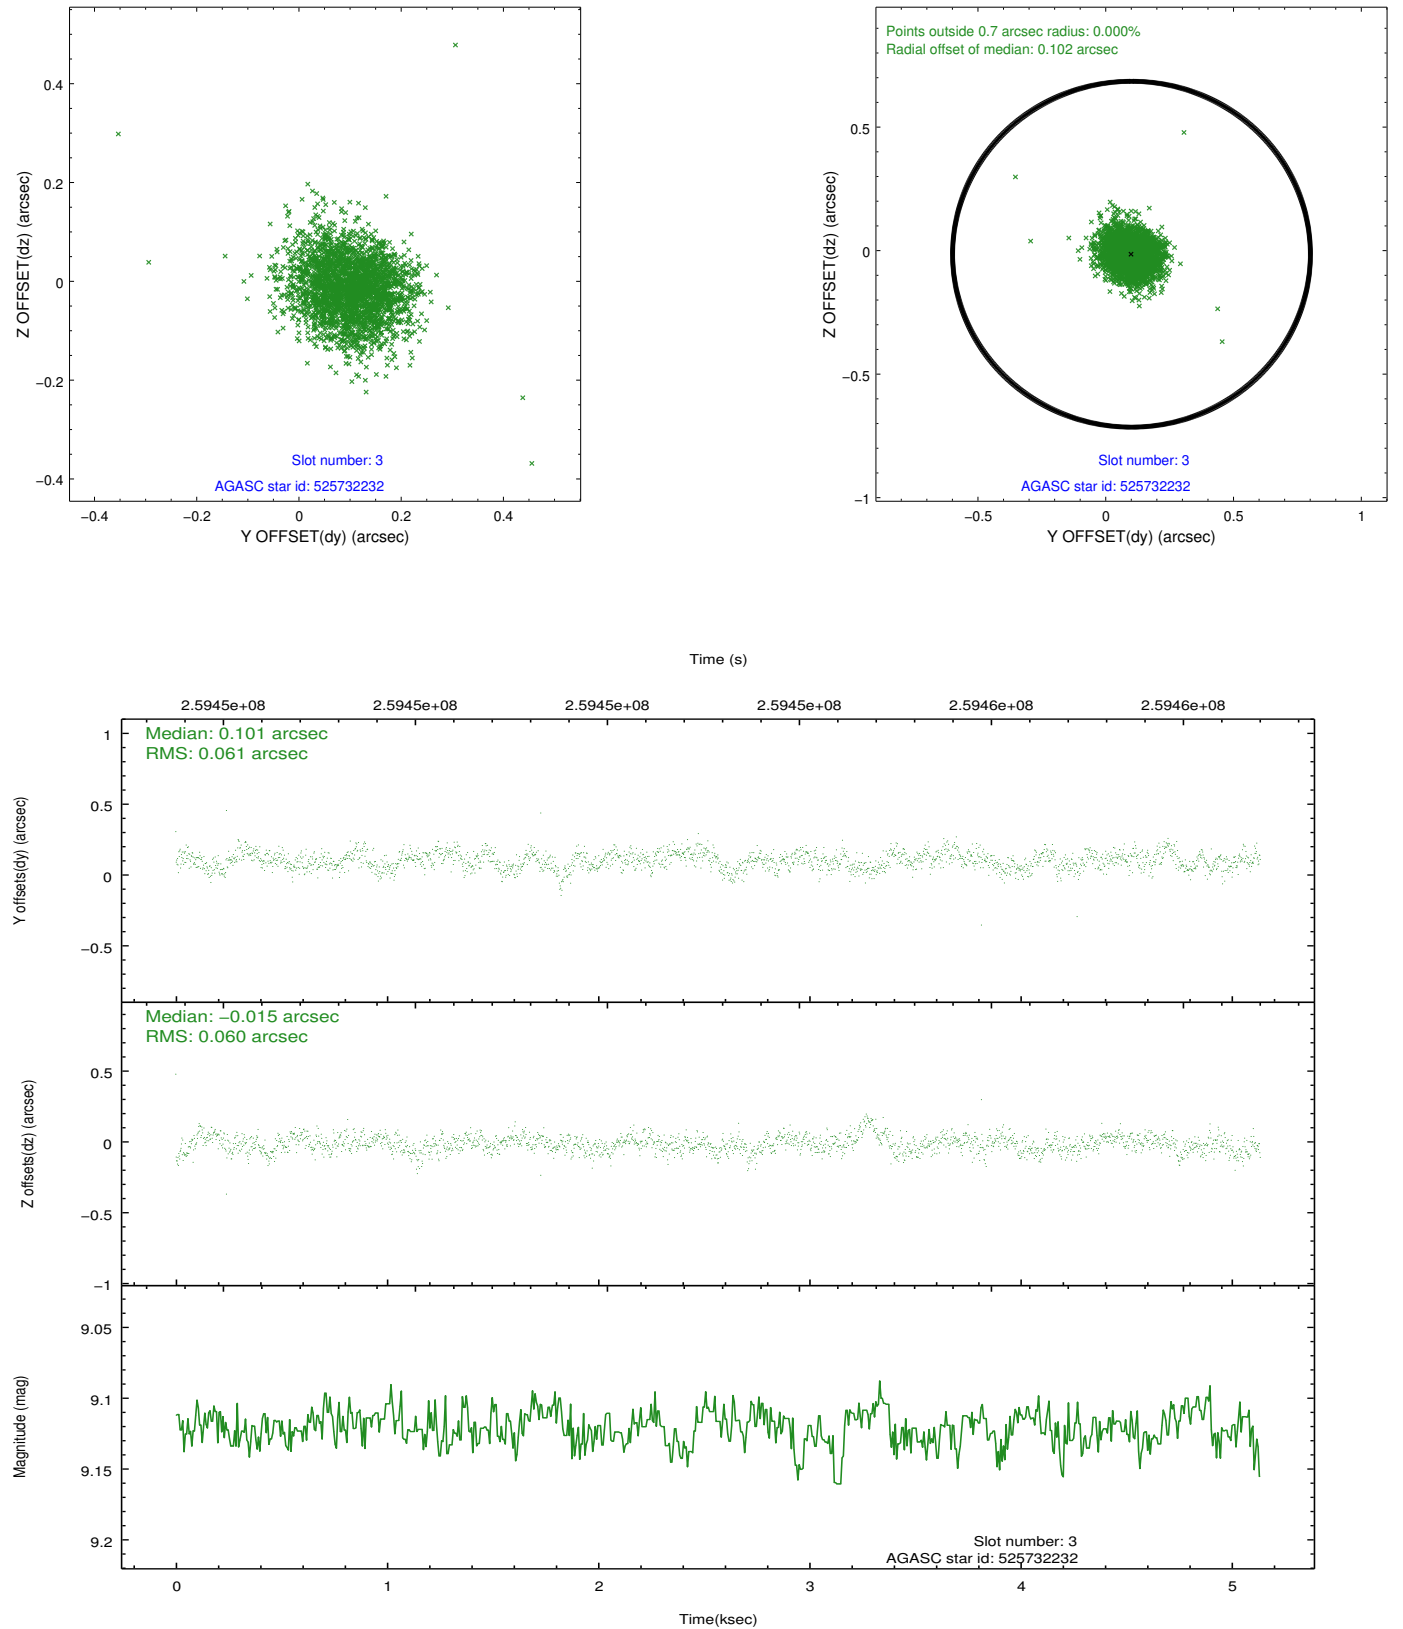 0.4
0.2
0
−0.2
−0.4
Z OFFSET(dz) (arcsec)
Slot number: 3
AGASC star id: 525732232
−0.4 −0.2 0 0.2 0.4
Y OFFSET(dy) (arcsec)
Points outside 0.7 arcsec radius: 0.000%
Radial offset of median: 0.102 arcsec
0.5
0
−0.5
−1
Z OFFSET(dz) (arcsec)
Slot number: 3
AGASC star id: 525732232
−0.5 0 0.5 1
Y OFFSET(dy) (arcsec)
Time (s)
2.5945e+08 2.5945e+08 2.5945e+08 2.5945e+08 2.5946e+08 2.5946e+08
Median: 0.101 arcsec
RMS: 0.061 arcsec
1
0.5
0
−0.5
Y offsets(dy) (arcsec)
Median: −0.015 arcsec
RMS: 0.060 arcsec
0.5
0
−0.5
−1
Z offsets(dz) (arcsec)
9.05
9.1
9.15
9.2
Magnitude (mag)
Slot number: 3
AGASC star id: 525732232
0 1 2 3 4 5
Time(ksec)